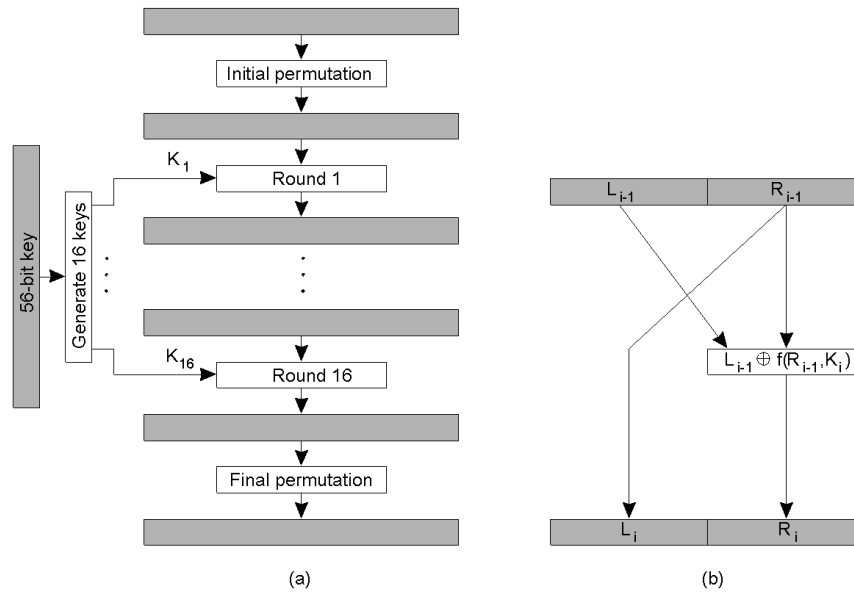 Initial permutation
K1
Round 1
56-bit key
Generate 16 keys
K16
Round 16
Final permutation
(a)
Li-1
Ri-1
Li-1 ⊕ f(Ri-1,Ki)
Li
Ri
(b)